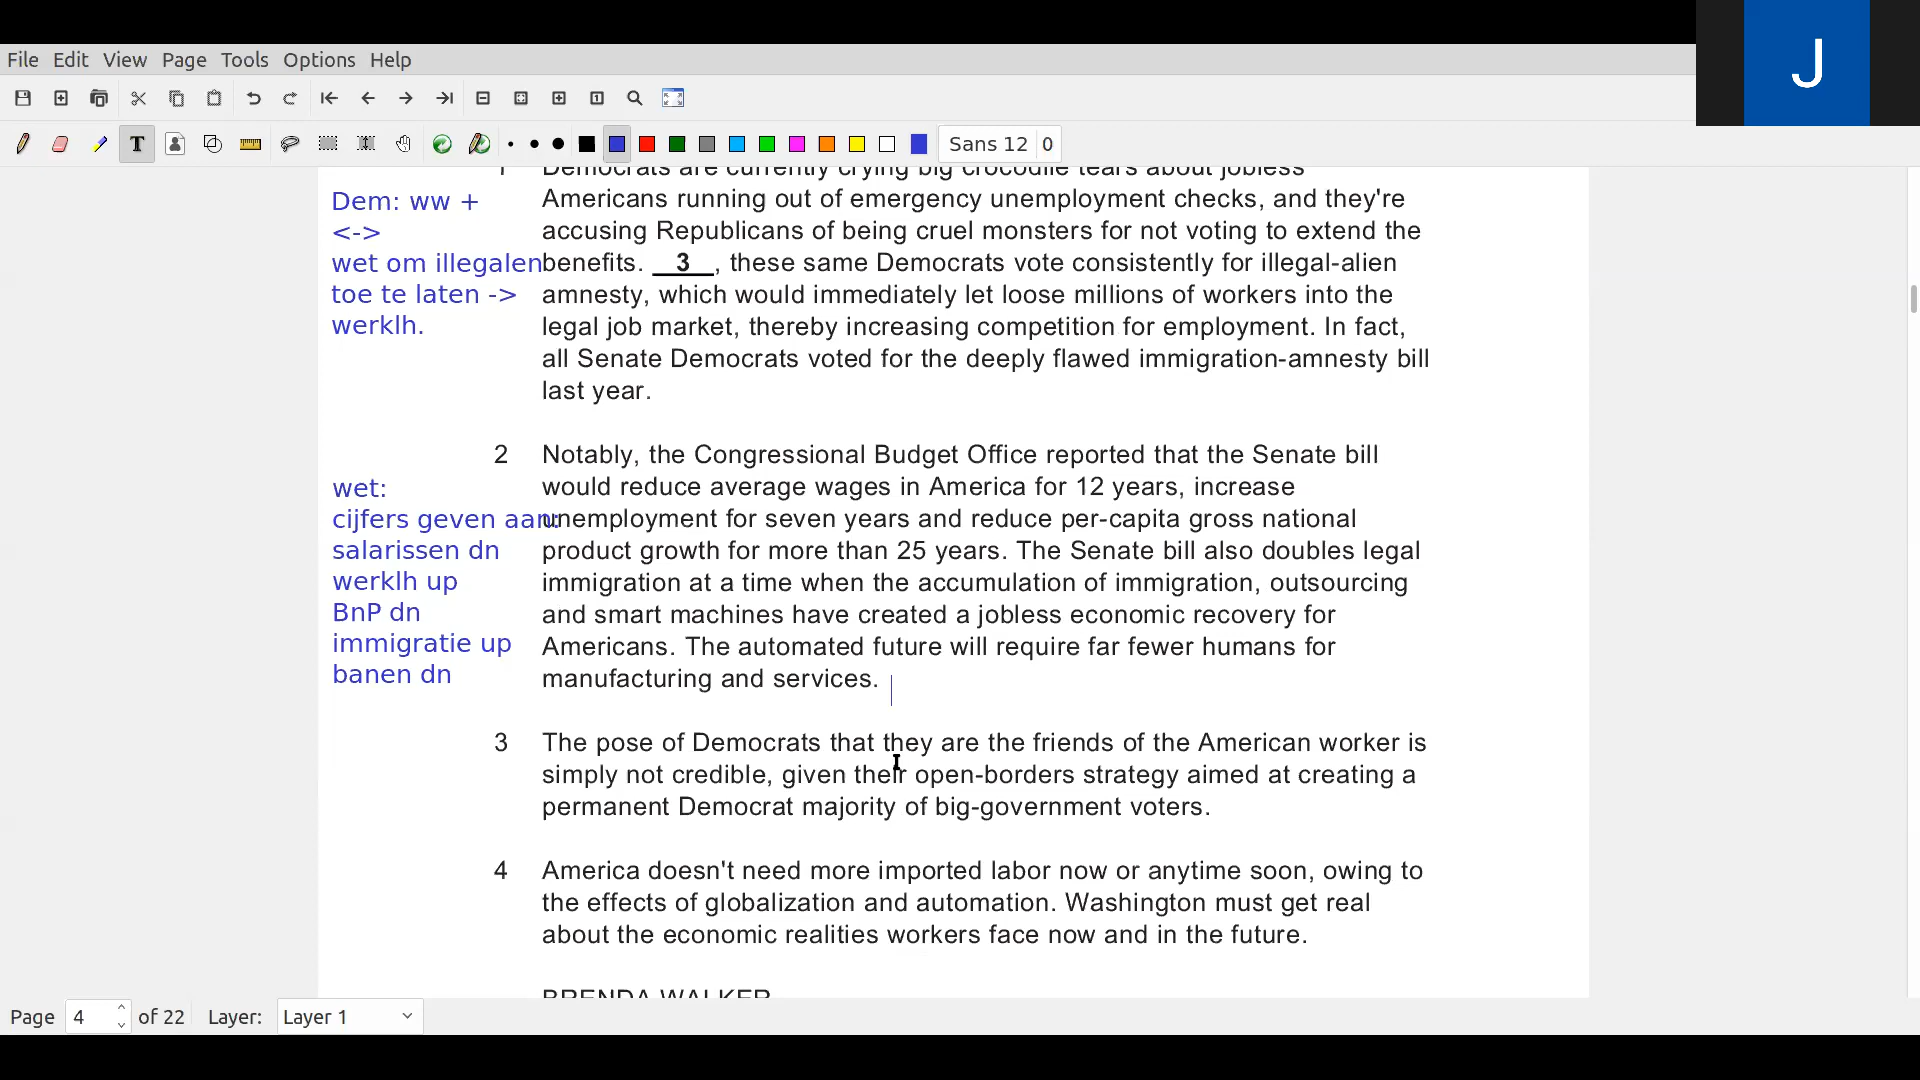 J
File Edit View Page Tools Options Help
Sans 12 0
1 Democrats are currently crying big crocodile tears about jobless
Americans running out of emergency unemployment checks, and they're
accusing Republicans of being cruel monsters for not voting to extend the
benefits. 3, these same Democrats vote consistently for illegal-alien
amnesty, which would immediately let loose millions of workers into the
legal job market, thereby increasing competition for employment. In fact,
all Senate Democrats voted for the deeply flawed immigration-amnesty bill
last year.
Dem: ww +
<->
wet om illegalen
toe te laten ->
werklh.
2 Notably, the Congressional Budget Office reported that the Senate bill
would reduce average wages in America for 12 years, increase
unemployment for seven years and reduce per-capita gross national
product growth for more than 25 years. The Senate bill also doubles legal
immigration at a time when the accumulation of immigration, outsourcing
and smart machines have created a jobless economic recovery for
Americans. The automated future will require far fewer humans for
manufacturing and services.
wet:
cijfers geven aan:
salarissen dn
werklh up
BnP dn
immigratie up
banen dn
3 The pose of Democrats that they are the friends of the American worker is
simply not credible, given their open-borders strategy aimed at creating a
permanent Democrat majority of big-government voters.
4 America doesn't need more imported labor now or anytime soon, owing to
the effects of globalization and automation. Washington must get real
about the economic realities workers face now and in the future.
BRENDA WALKER
Page 4 of 22 Layer: Layer 1